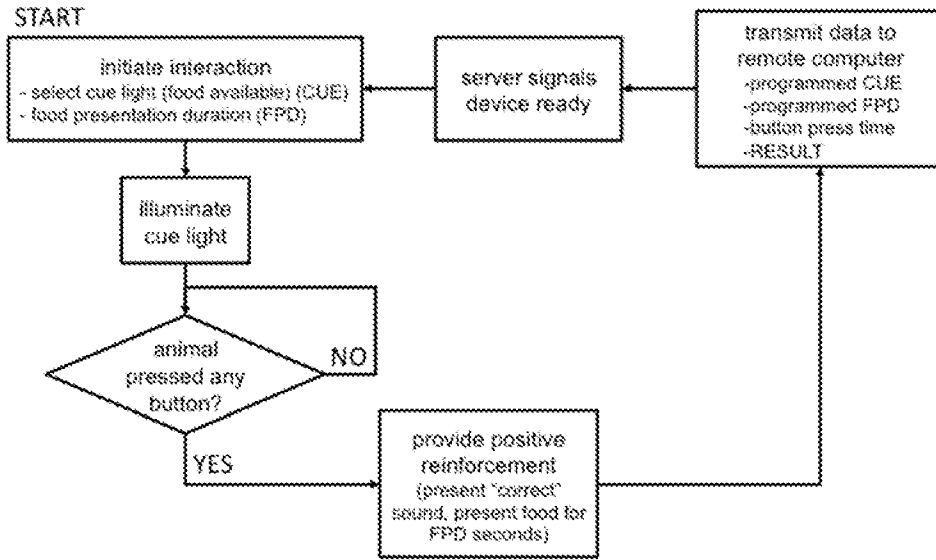 START
initiate interaction
- select cue light (food available) (CUE)
- food presentation duration (FPD)
server signals
device ready
transmit data to
remote computer
-programmed CUE
-programmed FPD
-button press time
-RESULT
illuminate
cue light
animal
pressed any
button?
NO
YES
provide positive
reinforcement
(present "correct"
sound, present food for
FPD seconds)